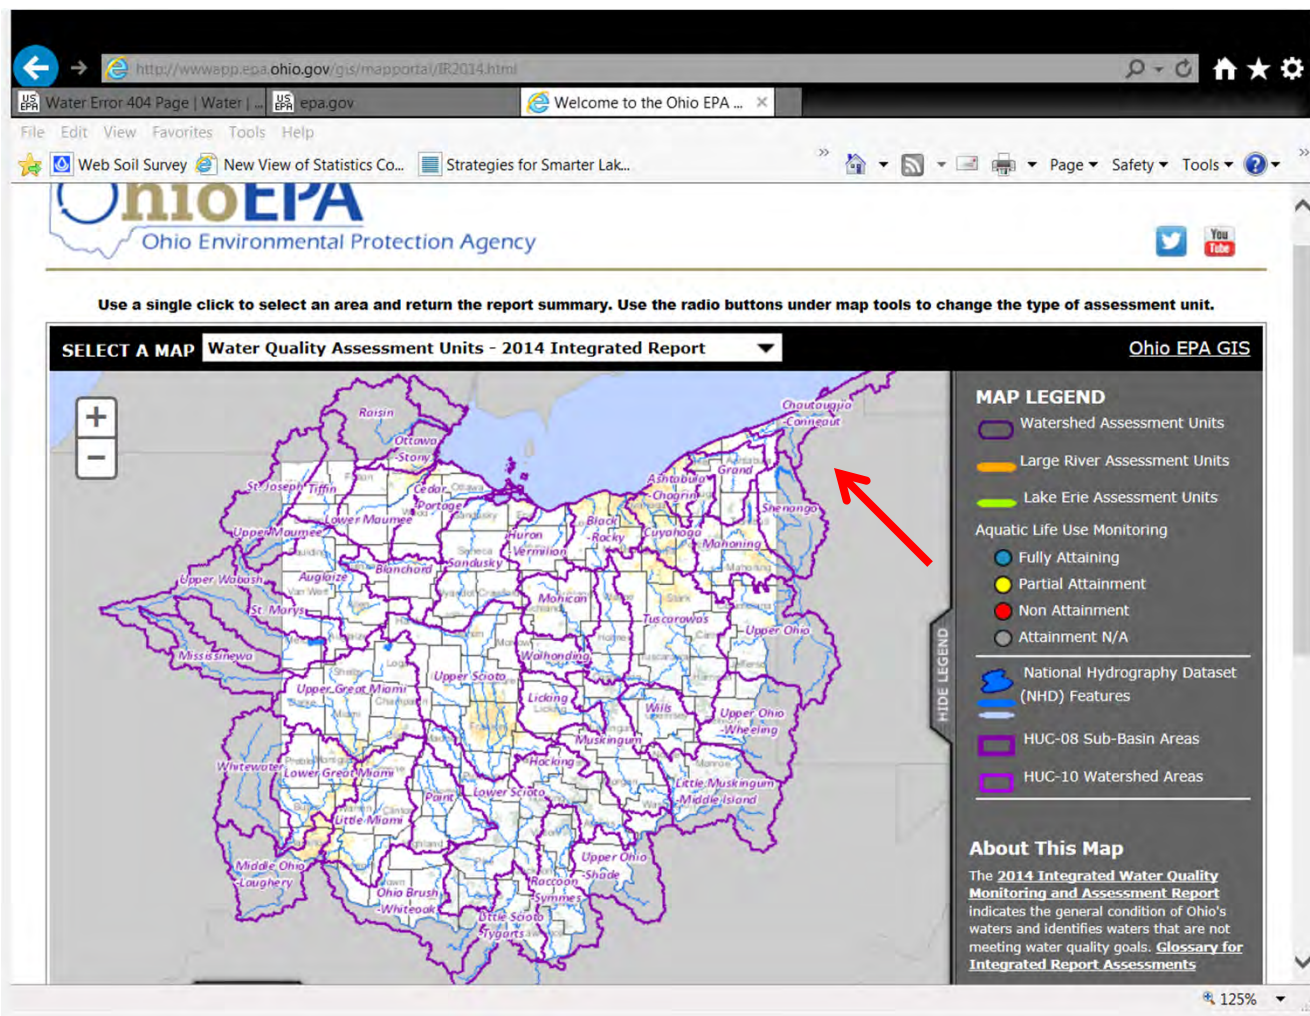 http://wwwapp.epa.ohio.gov/gis/mapportal/IR2014.html
US EPA Water Error 404 Page | Water | ...
US EPA epa.gov
Welcome to the Ohio EPA ...
File Edit View Favorites Tools Help
Web Soil Survey New View of Statistics Co... Strategies for Smarter Lak...
Page Safety Tools
OhioEPA
Ohio Environmental Protection Agency
You Tube
Use a single click to select an area and return the report summary. Use the radio buttons under map tools to change the type of assessment unit.
SELECT A MAP Water Quality Assessment Units - 2014 Integrated Report Ohio EPA GIS
+
−
Raisin
Chautauqua
-Conneaut
Ottawa
-Stony
Ashtabula
-Chagrin
Grand
St. Joseph
Tiffin
Cedar
-Portage
Shenango
Lower Maumee
Upper Maumee
Huron
-Vermilion
Black
-Rocky
Cuyahoga
Mahoning
Upper Wabash
Auglaize
Blanchard
Sandusky
St. Marys
Mohican
Tuscarawas
Upper Ohio
Mississinewa
Walhonding
Upper Scioto
Upper Great Miami
Licking
Wills
Upper Ohio
-Wheeling
Muskingum
Whitewater
Lower Great Miami
Hocking
Paint
Lower Scioto
Little Muskingum
-Middle Island
Little Miami
Middle Ohio
-Laughery
Upper Ohio
-Shade
Ohio Brush
-Whiteoak
Raccoon
-Symmes
Little Scioto
-Tygarts
HIDE LEGEND
MAP LEGEND
Watershed Assessment Units
Large River Assessment Units
Lake Erie Assessment Units
Aquatic Life Use Monitoring
Fully Attaining
Partial Attainment
Non Attainment
Attainment N/A
National Hydrography Dataset
(NHD) Features
HUC-08 Sub-Basin Areas
HUC-10 Watershed Areas
About This Map
The 2014 Integrated Water Quality
Monitoring and Assessment Report
indicates the general condition of Ohio's
waters and identifies waters that are not
meeting water quality goals. Glossary for
Integrated Report Assessments
125%